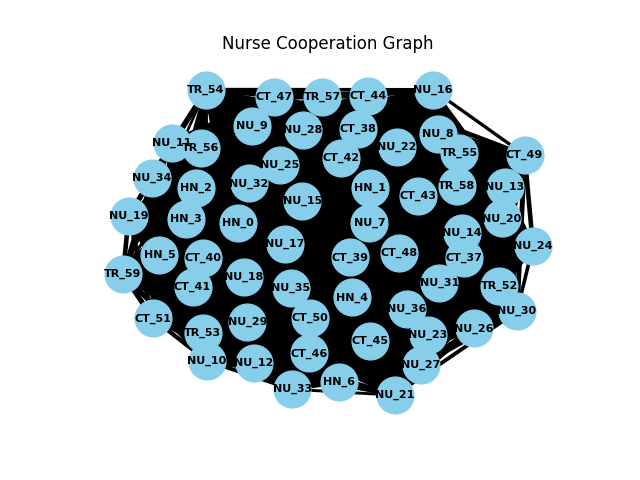 Nurse Cooperation Graph
TR_54
NU_16
CT_47
TR_57
CT_44
NU_9
NU_28
CT_38
NU_8
NU_11
TR_56
NU_22
TR_55
CT_49
CT_42
NU_25
NU_34
NU_32
HN_2
HN_1
TR_58
NU_13
CT_43
NU_15
NU_19
HN_3
HN_0
NU_7
NU_20
NU_14
NU_17
NU_24
HN_5
CT_40
CT_39
CT_48
CT_37
TR_59
NU_18
CT_41
NU_35
NU_31
TR_52
HN_4
NU_36
NU_30
CT_51
CT_50
NU_29
TR_53
NU_26
NU_23
CT_45
CT_46
NU_10
NU_12
NU_27
HN_6
NU_33
NU_21